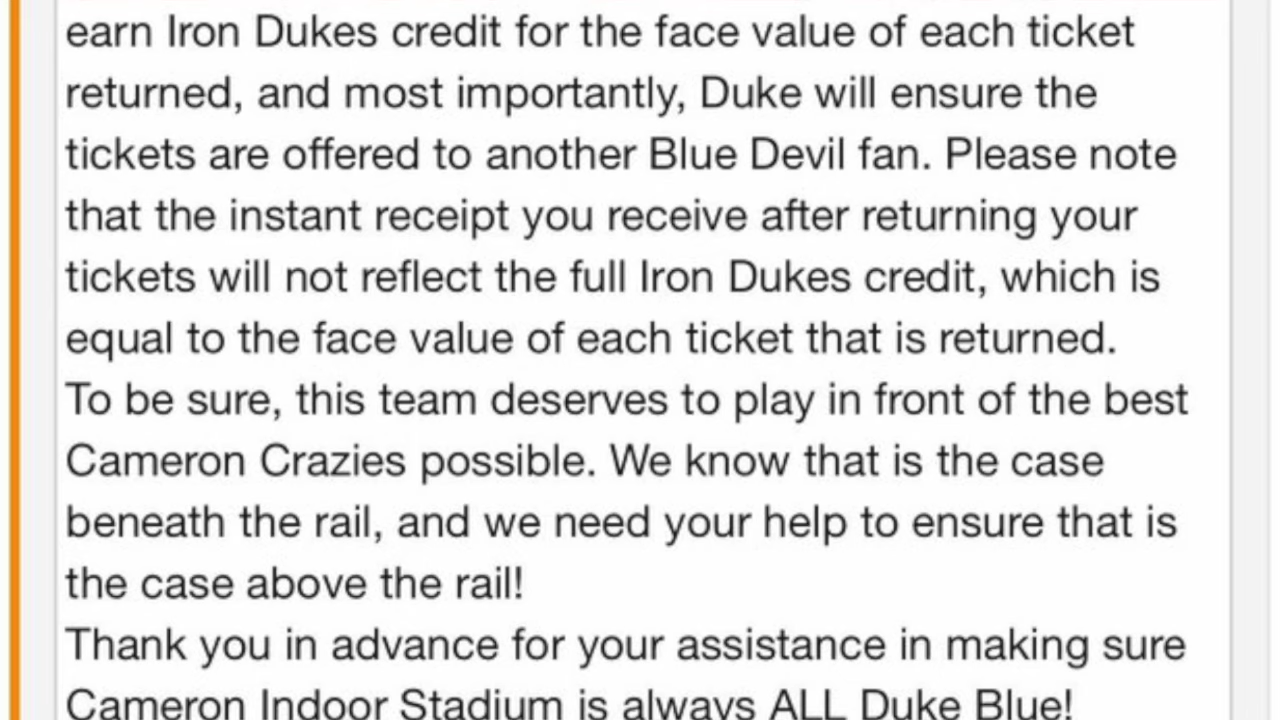 earn Iron Dukes credit for the face value of each ticket
returned, and most importantly, Duke will ensure the
tickets are offered to another Blue Devil fan. Please note
that the instant receipt you receive after returning your
tickets will not reflect the full Iron Dukes credit, which is
equal to the face value of each ticket that is returned.
To be sure, this team deserves to play in front of the best
Cameron Crazies possible. We know that is the case
beneath the rail, and we need your help to ensure that is
the case above the rail!
Thank you in advance for your assistance in making sure
Cameron Indoor Stadium is always ALL Duke Blue!